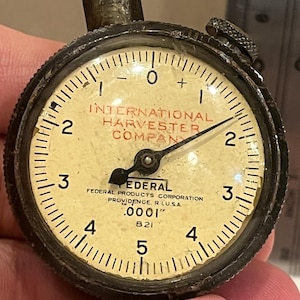 - 0 +
1 1
2 2
3 3
4 4
5
INTERNATIONAL
HARVESTER
COMPANY
FEDERAL
FEDERAL PRODUCTS CORPORATION
PROVIDENCE, R.I. U.S.A.
.0001"
B21